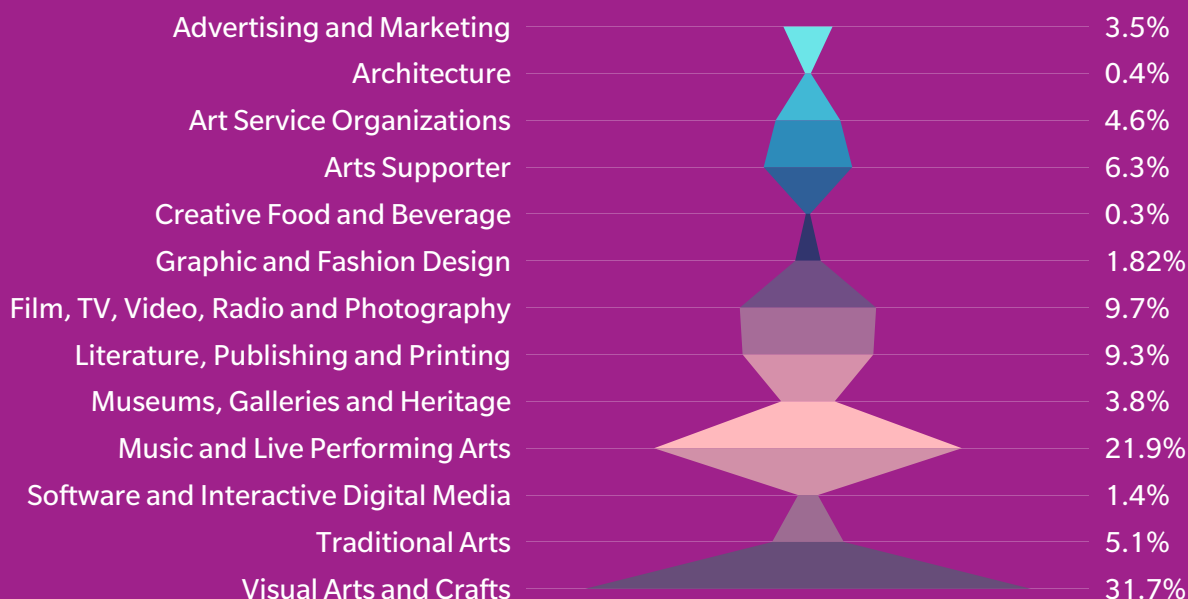 Advertising and Marketing 3.5%
Architecture 0.4%
Art Service Organizations 4.6%
Arts Supporter 6.3%
Creative Food and Beverage 0.3%
Graphic and Fashion Design 1.82%
Film, TV, Video, Radio and Photography 9.7%
Literature, Publishing and Printing 9.3%
Museums, Galleries and Heritage 3.8%
Music and Live Performing Arts 21.9%
Software and Interactive Digital Media 1.4%
Traditional Arts 5.1%
Visual Arts and Crafts 31.7%